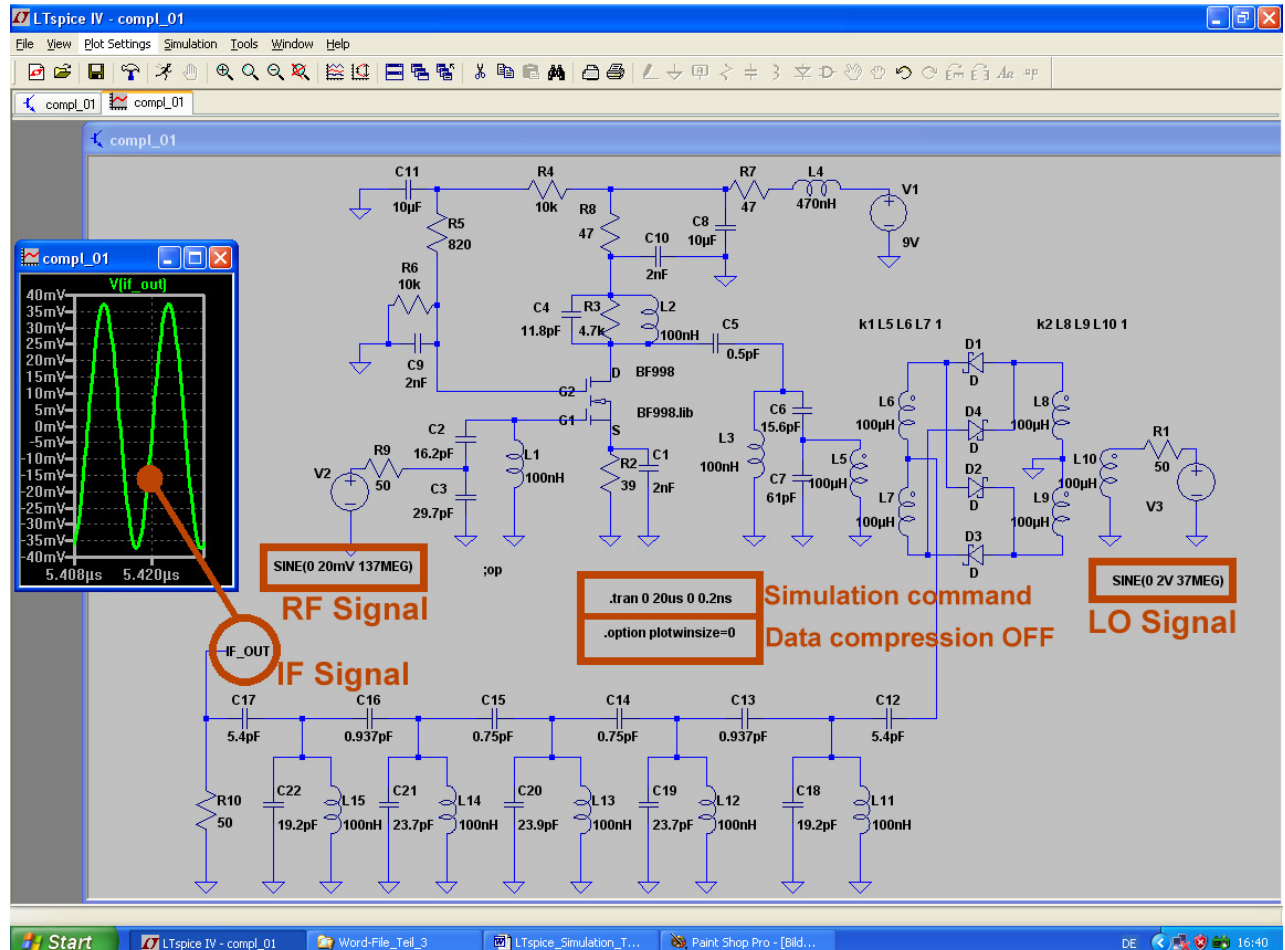 LTspice IV - compl_01
File View Plot Settings Simulation Tools Window Help
compl_01 compl_01
compl_01
C11
10µF
R4
10k
R5
820
R6
10k
C9
2nF
R8
47
C10
2nF
C8
10µF
R7
47
L4
470nH
V1
9V
compl_01
V(if_out)
40mV
35mV
30mV
25mV
20mV
15mV
10mV
5mV
0mV
-5mV
-10mV
-15mV
-20mV
-25mV
-30mV
-35mV
-40mV
5.408µs 5.420µs
C4
11.8pF
R3
4.7k
L2
100nH
C5
0.5pF
k1 L5 L6 L7 1
k2 L8 L9 L10 1
D BF998
G2
BF998.lib
G1
S
V2
R9
50
C2
16.2pF
C3
29.7pF
L1
100nH
R2
39
C1
2nF
L3
100nH
C6
15.6pF
C7
61pF
L5
100µH
L6
100µH
L7
100µH
D1
D
D4
D
D2
D
D3
D
L8
100µH
L9
100µH
L10
100µH
R1
50
V3
SINE(0 20mV 137MEG)
RF Signal
;op
.tran 0 20us 0 0.2ns
Simulation command
.option plotwinsize=0
Data compression OFF
SINE(0 2V 37MEG)
LO Signal
IF_OUT
IF Signal
C17
5.4pF
C16
0.937pF
C15
0.75pF
C14
0.75pF
C13
0.937pF
C12
5.4pF
R10
50
C22
19.2pF
L15
100nH
C21
23.7pF
L14
100nH
C20
23.9pF
L13
100nH
C19
23.7pF
L12
100nH
C18
19.2pF
L11
100nH
Start LTspice IV - compl_01 Word-File_Teil_3 LTspice_Simulation_T... Paint Shop Pro - [Bild... DE 16:40